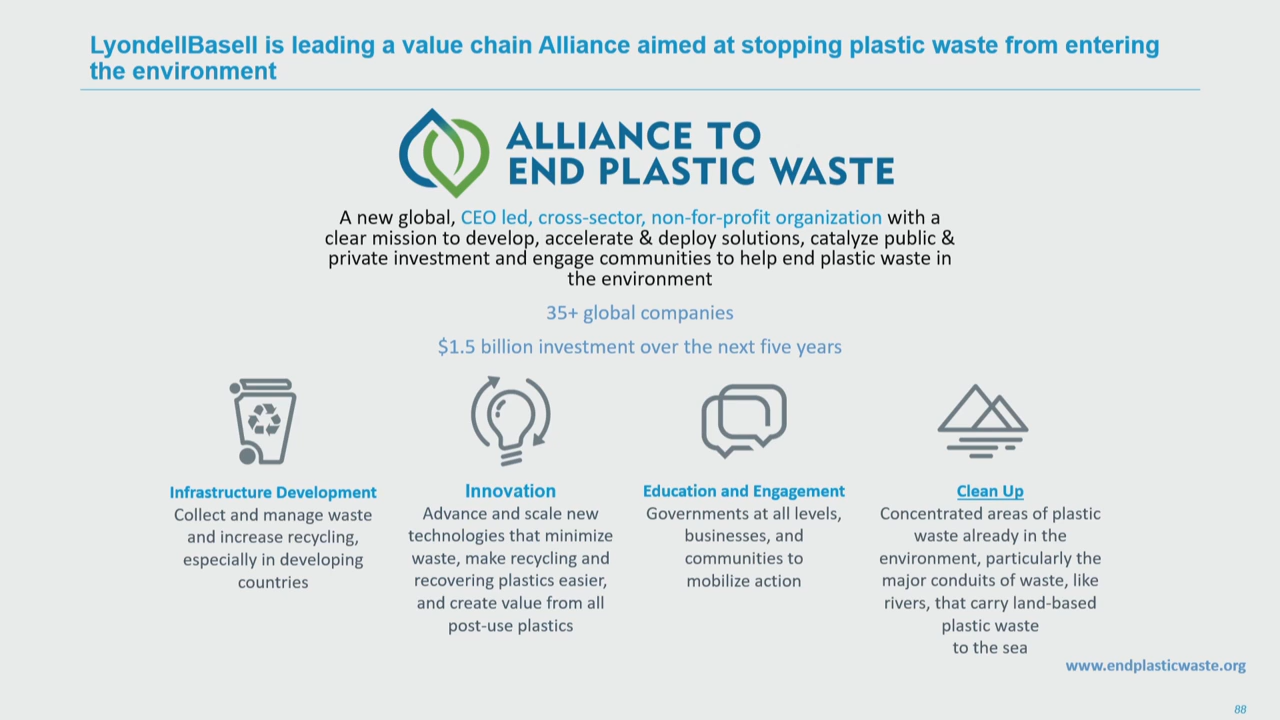 LyondellBasell is leading a value chain Alliance aimed at stopping plastic waste from entering
the environment
ALLIANCE TO
END PLASTIC WASTE
A new global, CEO led, cross-sector, non-for-profit organization with a
clear mission to develop, accelerate & deploy solutions, catalyze public &
private investment and engage communities to help end plastic waste in
the environment
35+ global companies
$1.5 billion investment over the next five years
Infrastructure Development
Collect and manage waste
and increase recycling,
especially in developing
countries
Innovation
Advance and scale new
technologies that minimize
waste, make recycling and
recovering plastics easier,
and create value from all
post-use plastics
Education and Engagement
Governments at all levels,
businesses, and
communities to
mobilize action
Clean Up
Concentrated areas of plastic
waste already in the
environment, particularly the
major conduits of waste, like
rivers, that carry land-based
plastic waste
to the sea
www.endplasticwaste.org
88